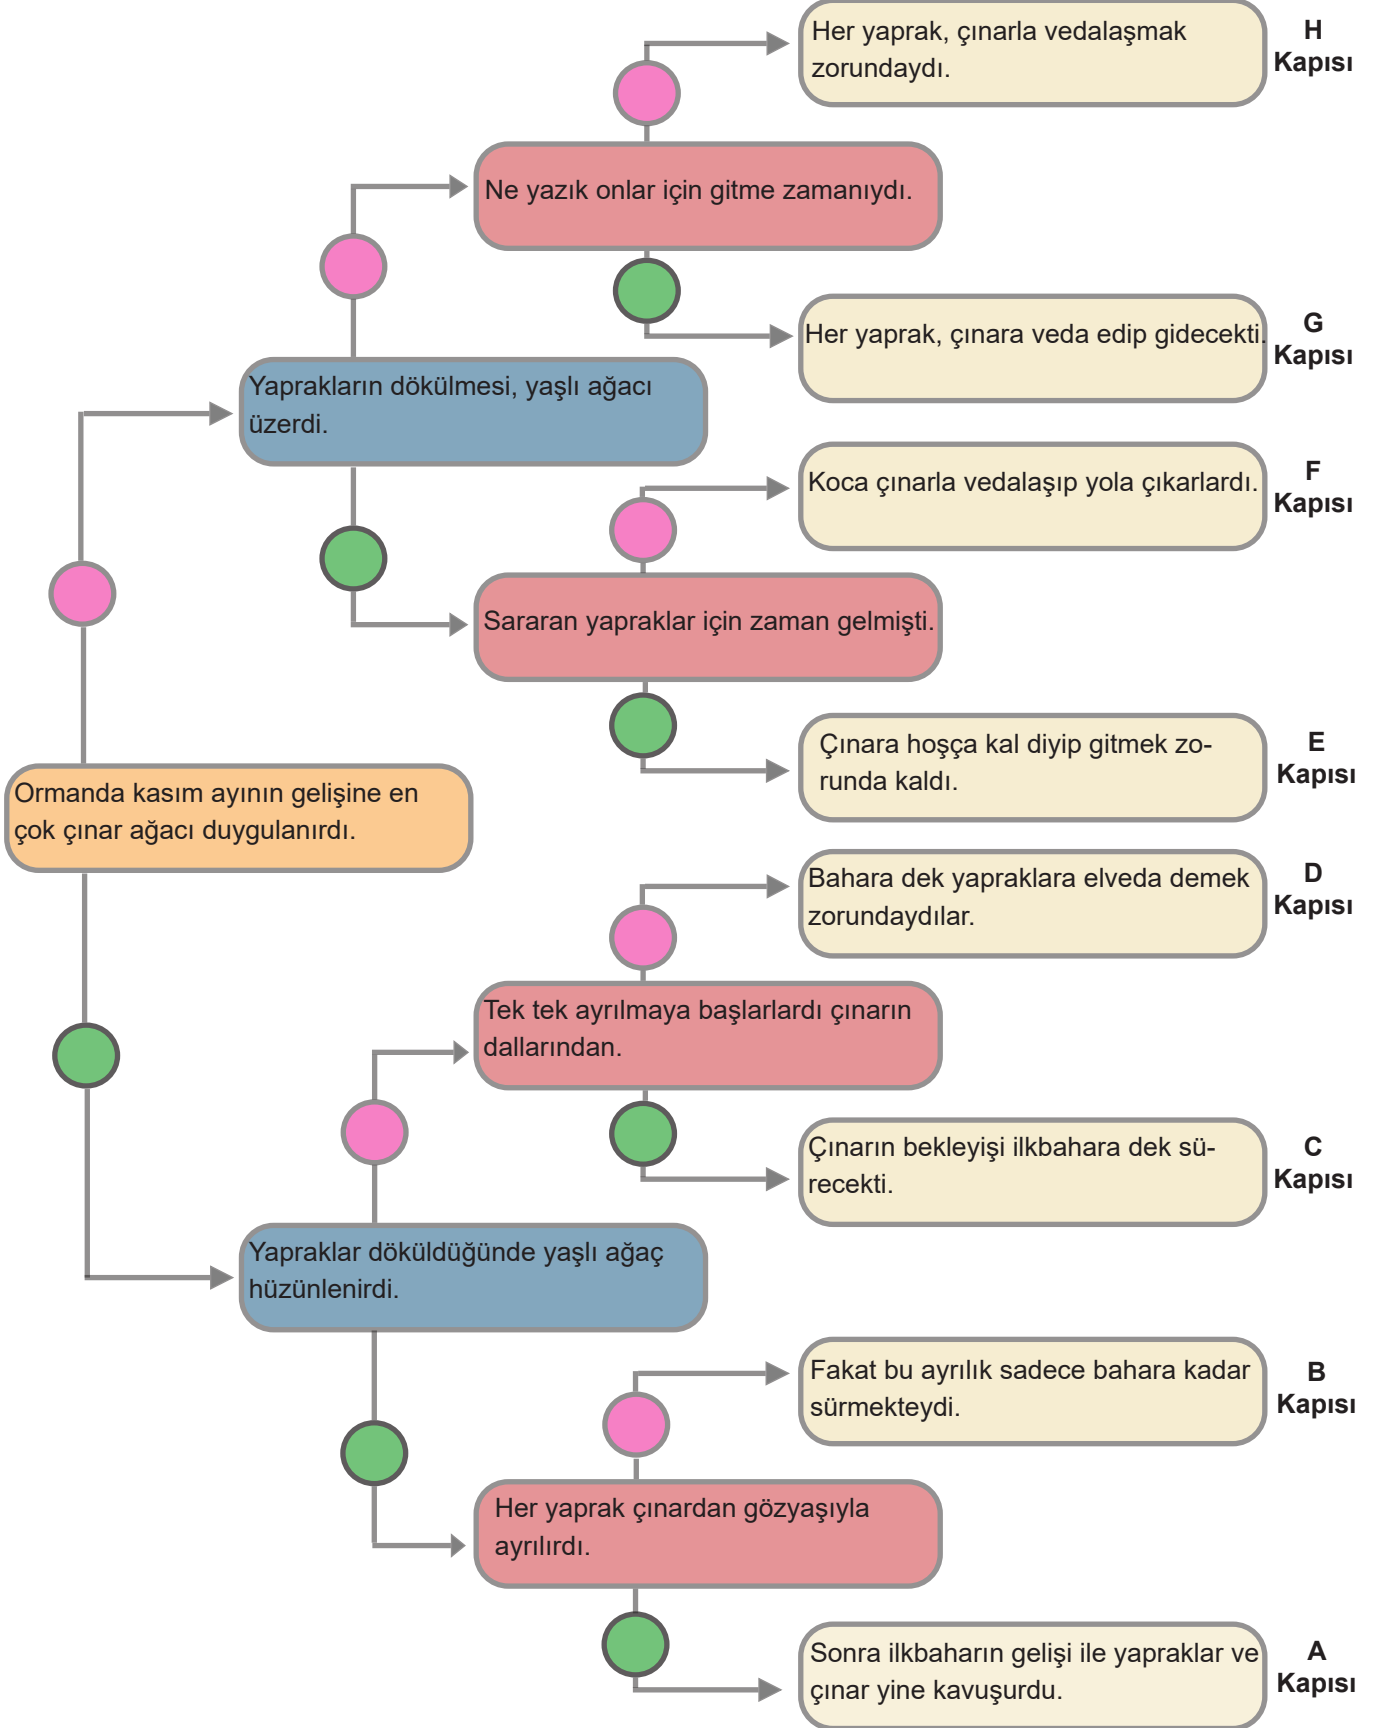 Her yaprak, çınarla vedalaşmak
zorundaydı.
H
Kapısı
Ne yazık onlar için gitme zamanıydı.
Her yaprak, çınara veda edip gidecekti.
G
Kapısı
Yaprakların dökülmesi, yaşlı ağacı
üzerdi.
Koca çınarla vedalaşıp yola çıkarlardı.
F
Kapısı
Sararan yapraklar için zaman gelmişti.
Çınara hoşça kal diyip gitmek zo-
runda kaldı.
E
Kapısı
Ormanda kasım ayının gelişine en
çok çınar ağacı duygulanırdı.
Bahara dek yapraklara elveda demek
zorundaydılar.
D
Kapısı
Tek tek ayrılmaya başlarlardı çınarın
dallarından.
Çınarın bekleyişi ilkbahara dek sü-
recekti.
C
Kapısı
Yapraklar döküldüğünde yaşlı ağaç
hüzünlenirdi.
Fakat bu ayrılık sadece bahara kadar
sürmekteydi.
B
Kapısı
Her yaprak çınardan gözyaşıyla
ayrılırdı.
Sonra ilkbaharın gelişi ile yapraklar ve
çınar yine kavuşurdu.
A
Kapısı